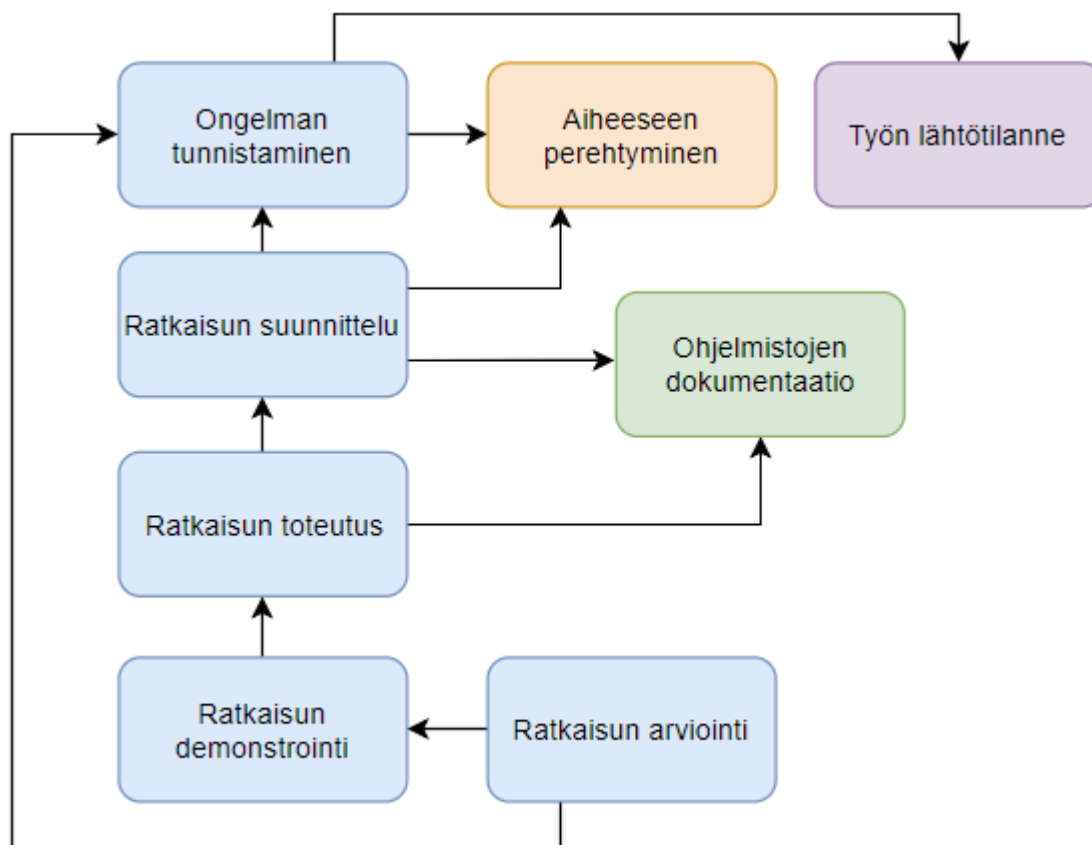 Ongelman
tunnistaminen
Aiheeseen
perehtyminen
Työn lähtötilanne
Ratkaisun suunnittelu
Ohjelmistojen
dokumentaatio
Ratkaisun toteutus
Ratkaisun
demonstrointi
Ratkaisun arviointi